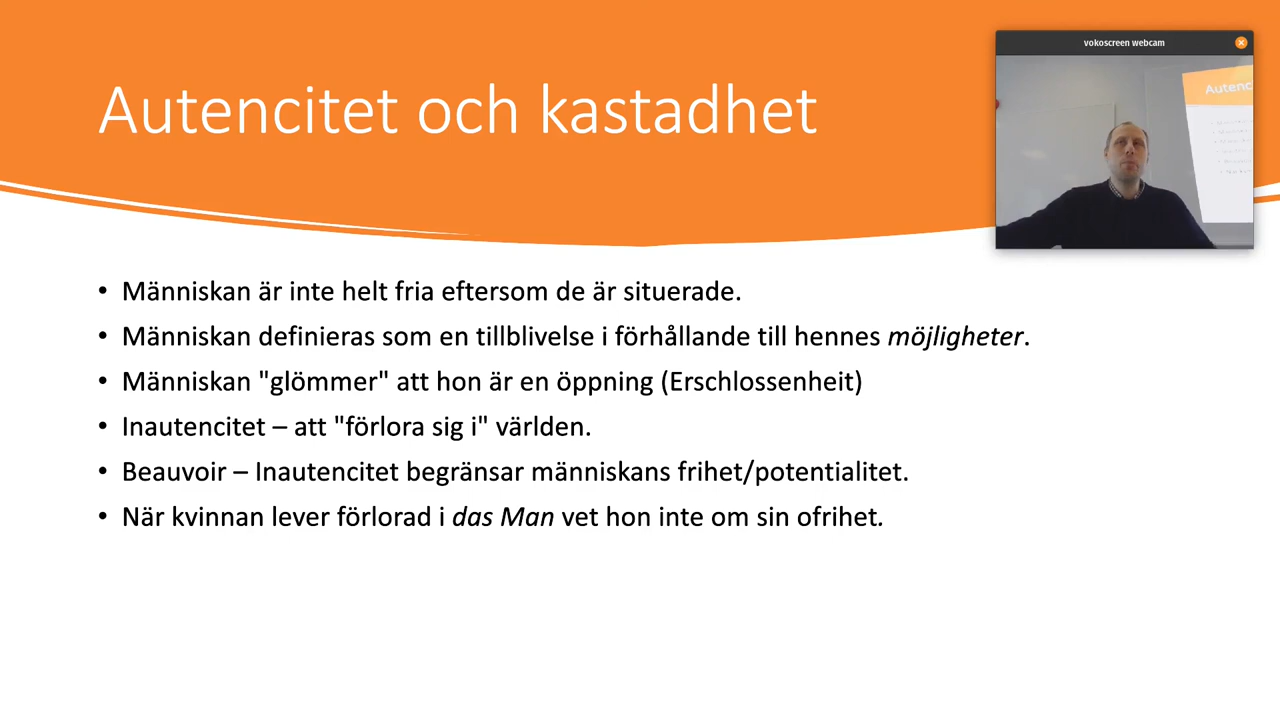 Autencitet och kastadhet
vokoscreen webcam
Autenc
• Människan är inte helt fria eftersom de är situerade.
• Människan definieras som en tillblivelse i förhållande till hennes möjligheter.
• Människan "glömmer" att hon är en öppning (Erschlossenheit)
• Inautencitet – att "förlora sig i" världen.
• Beauvoir – Inautencitet begränsar människans frihet/potentialitet.
• När kvinnan lever förlorad i das Man vet hon inte om sin ofrihet.